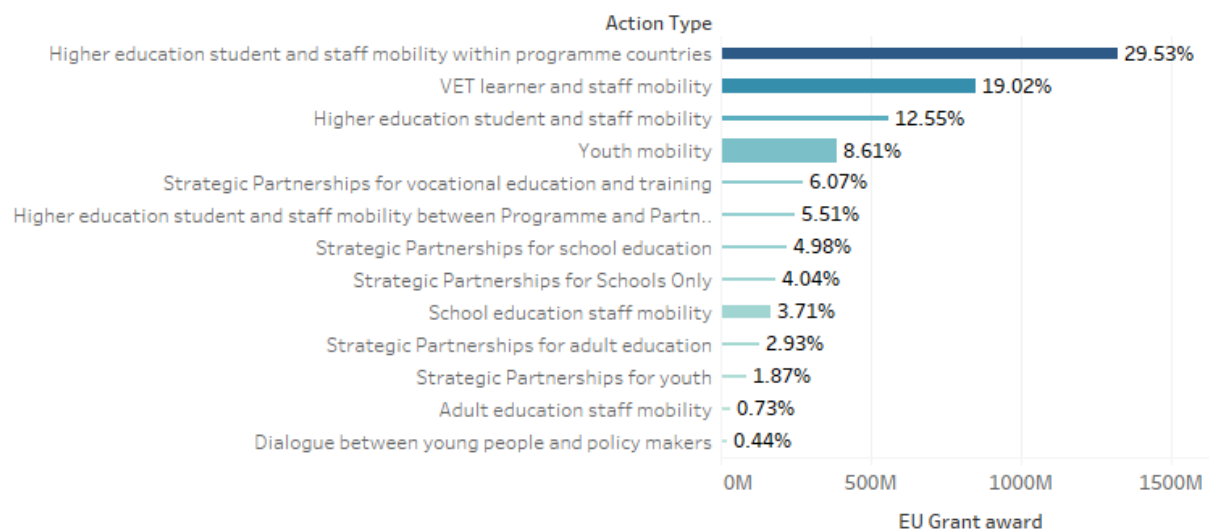 Action Type
Higher education student and staff mobility within programme countries 29.53%
VET learner and staff mobility 19.02%
Higher education student and staff mobility 12.55%
Youth mobility 8.61%
Strategic Partnerships for vocational education and training 6.07%
Higher education student and staff mobility between Programme and Partn.. 5.51%
Strategic Partnerships for school education 4.98%
Strategic Partnerships for Schools Only 4.04%
School education staff mobility 3.71%
Strategic Partnerships for adult education 2.93%
Strategic Partnerships for youth 1.87%
Adult education staff mobility 0.73%
Dialogue between young people and policy makers 0.44%
0M 500M 1000M 1500M
EU Grant award